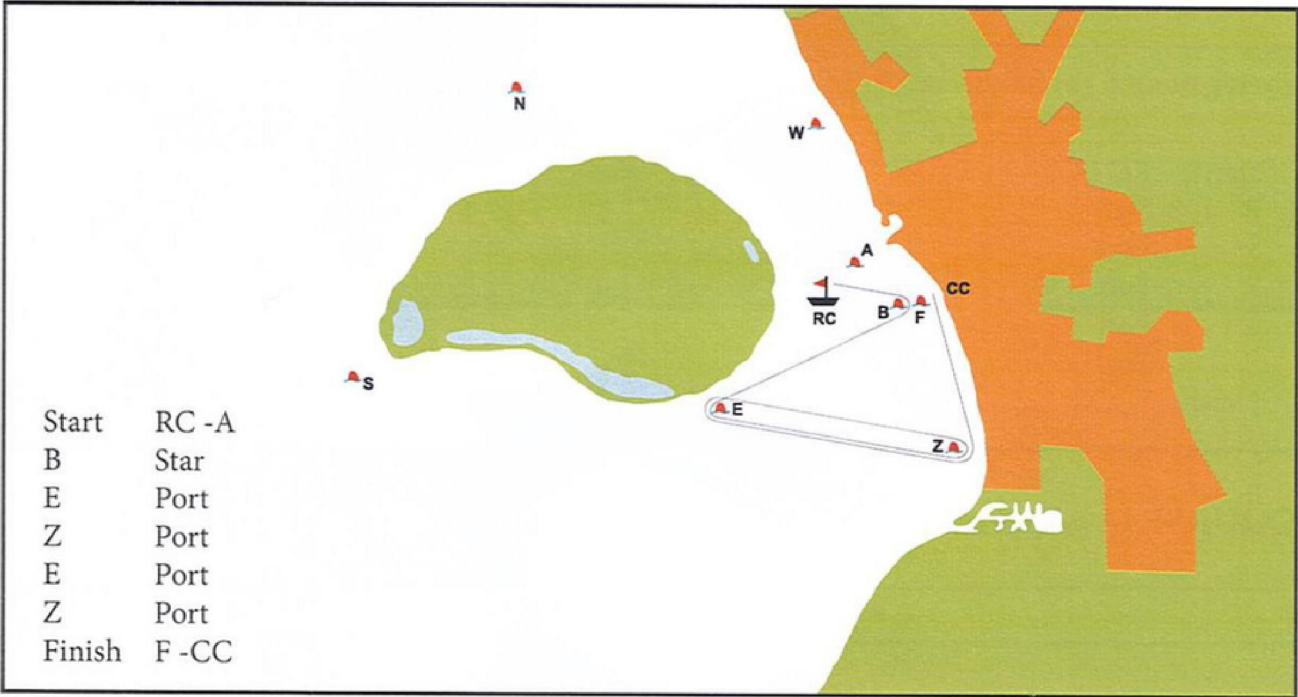 N
W
A
CC
B
F
RC
S
E
Z
Start RC -A
B Star
E Port
Z Port
E Port
Z Port
Finish F -CC